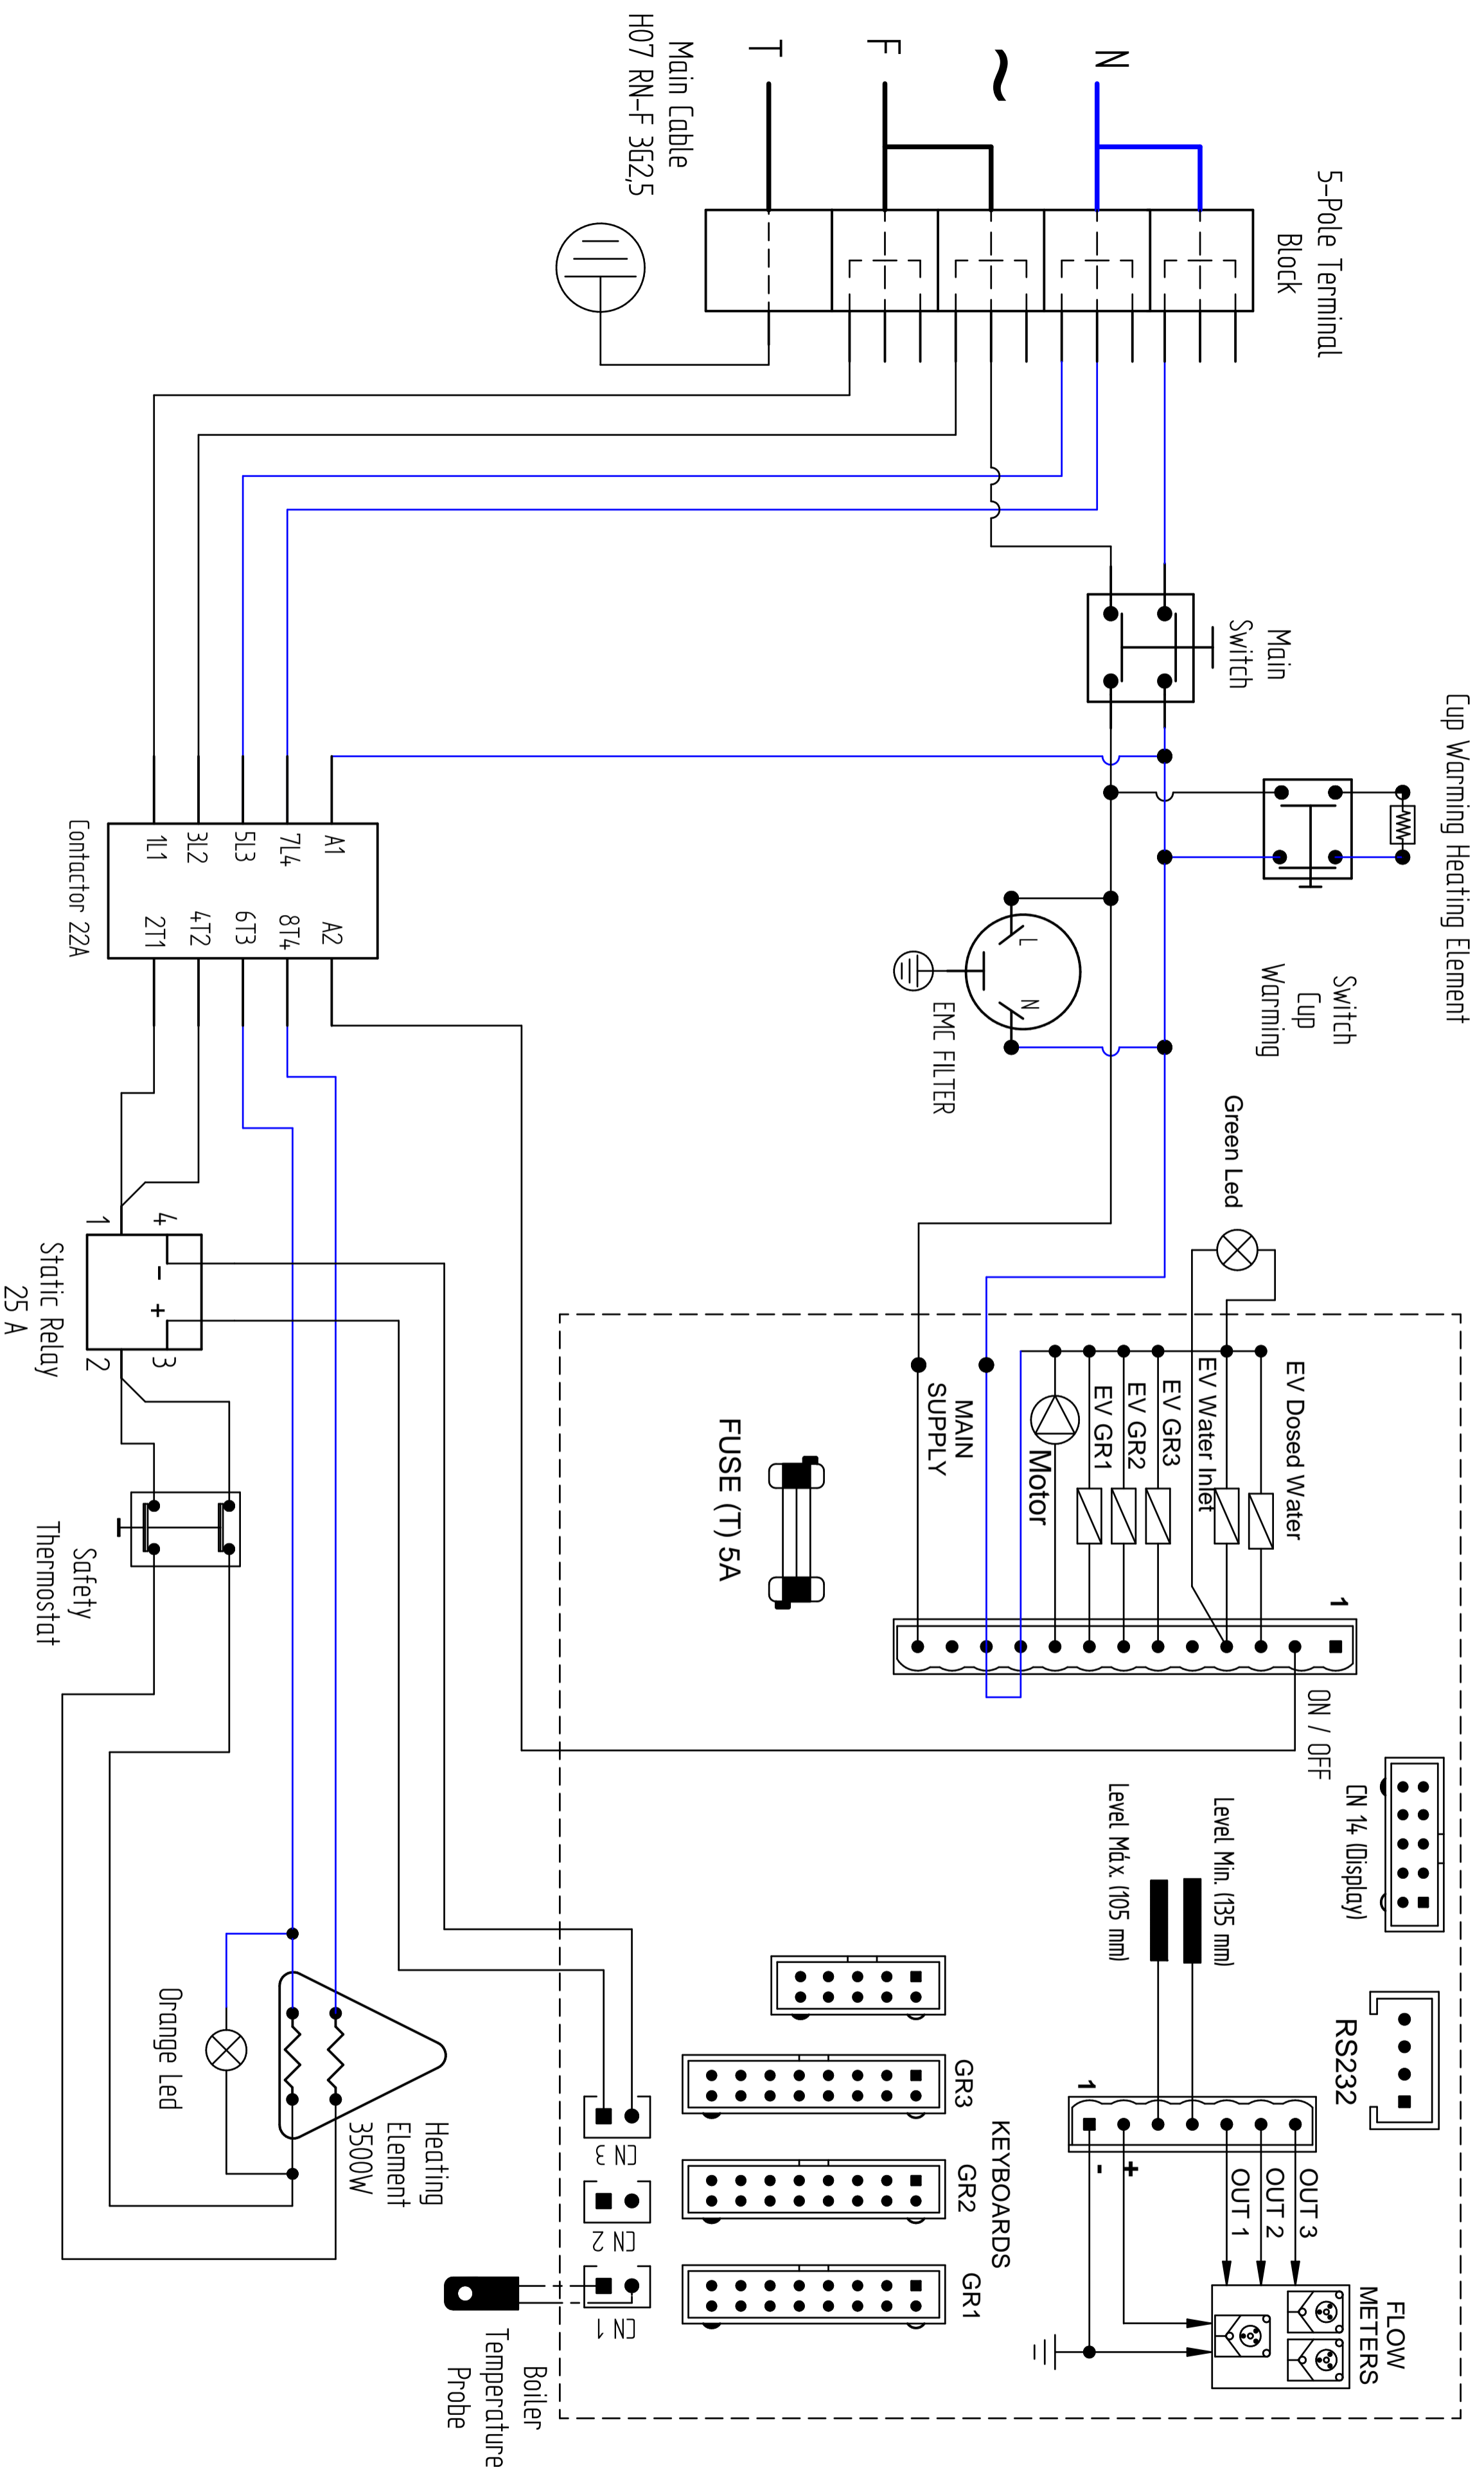 Cup Warming Heating Element
Switch
Cup
Warming
5-Pole Terminal
Block
Main
Switch
N
~
F
T
Main Cable
H07 RN-F 3G2,5
EMC FILTER
L
N
Green Led
EV Dosed Water
EV Water Inlet
EV GR3
EV GR2
EV GR1
Motor
MAIN
SUPPLY
FUSE (T) 5A
1
ON / OFF
CN 14 (Display)
RS232
Level Min. (135 mm)
Level Máx. (105 mm)
1
-
+
OUT 3
OUT 2
OUT 1
FLOW
METERS
KEYBOARDS
GR3
GR2
GR1
CN 3
CN 2
CN 1
Boiler
Temperature
Probe
A1
A2
7L4
8T4
5L3
6T3
3L2
4T2
1L1
2T1
Contactor 22A
4
-
+
3
1
2
Static Relay
25 A
Safety
Thermostat
Orange Led
Heating
Element
3500W